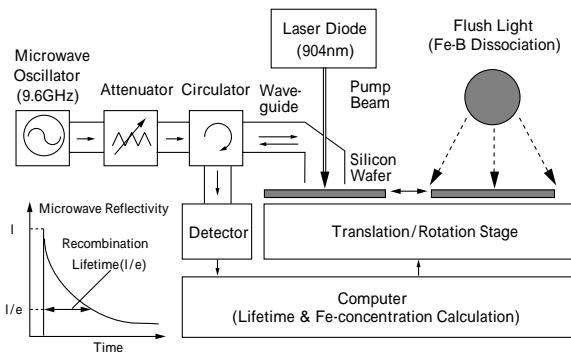 Laser Diode
(904nm)
Flush Light
(Fe-B Dissociation)
Microwave
Oscillator
(9.6GHz)
Attenuator
Circulator
Wave-
guide
Pump
Beam
Silicon
Wafer
Microwave Reflectivity
I
Recombination
Lifetime(I/e)
I/e
Time
Detector
Translation/Rotation Stage
Computer
(Lifetime & Fe-concentration Calculation)